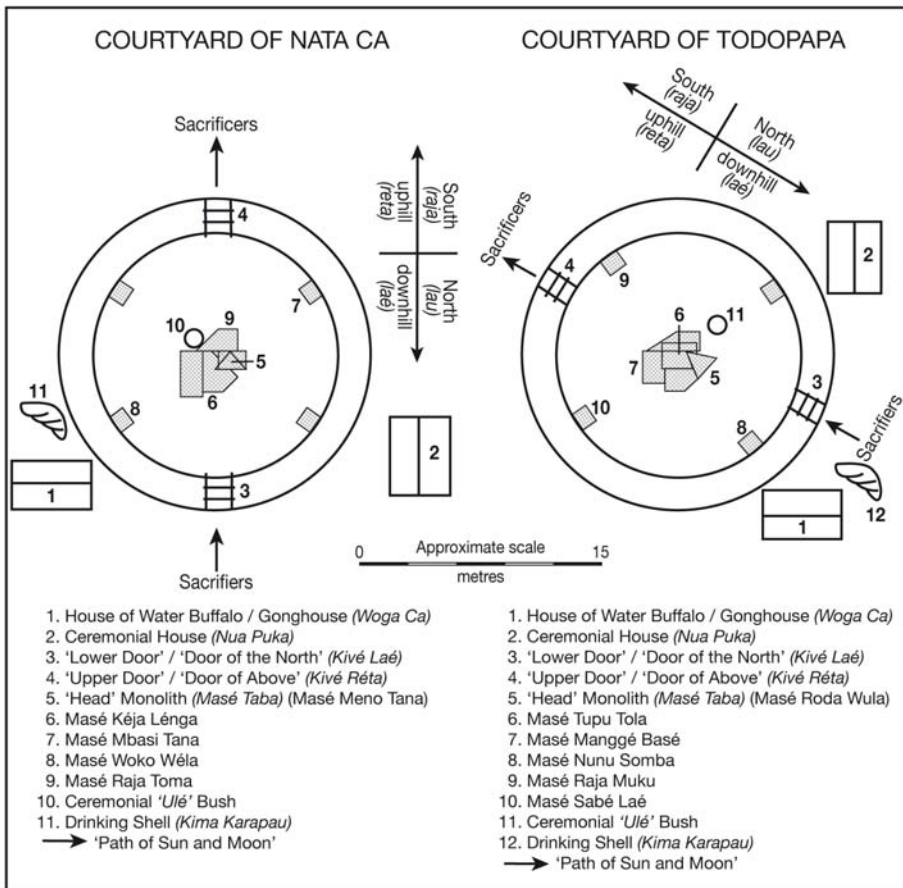 COURTYARD OF NATA CA
Sacrificers
4
South
(raja)
uphill
(reta)
North
(lau)
downhill
(laé)
7
10
9
5
6
8
11
1
2
3
Sacrifiers
COURTYARD OF TODOPAPA
South
(raja)
uphill
(reta)
North
(lau)
downhill
(laé)
Sacrificers
4
9
2
11
6
7
5
3
10
8
Sacrifiers
1
12
0 Approximate scale 15
metres
1. House of Water Buffalo / Gonghouse (Woga Ca)
2. Ceremonial House (Nua Puka)
3. ‘Lower Door’ / ‘Door of the North’ (Kivé Laé)
4. ‘Upper Door’ / ‘Door of Above’ (Kivé Réta)
5. ‘Head’ Monolith (Masé Taba) (Masé Meno Tana)
6. Masé Kéja Lénga
7. Masé Mbasi Tana
8. Masé Woko Wéla
9. Masé Raja Toma
10. Ceremonial ‘Ulé’ Bush
11. Drinking Shell (Kima Karapau)
‘Path of Sun and Moon’
1. House of Water Buffalo / Gonghouse (Woga Ca)
2. Ceremonial House (Nua Puka)
3. ‘Lower Door’ / ‘Door of the North’ (Kivé Laé)
4. ‘Upper Door’ / ‘Door of Above’ (Kivé Réta)
5. ‘Head’ Monolith (Masé Taba) (Masé Roda Wula)
6. Masé Tupu Tola
7. Masé Manggé Basé
8. Masé Nunu Somba
9. Masé Raja Muku
10. Masé Sabé Laé
11. Ceremonial ‘Ulé’ Bush
12. Drinking Shell (Kima Karapau)
‘Path of Sun and Moon’